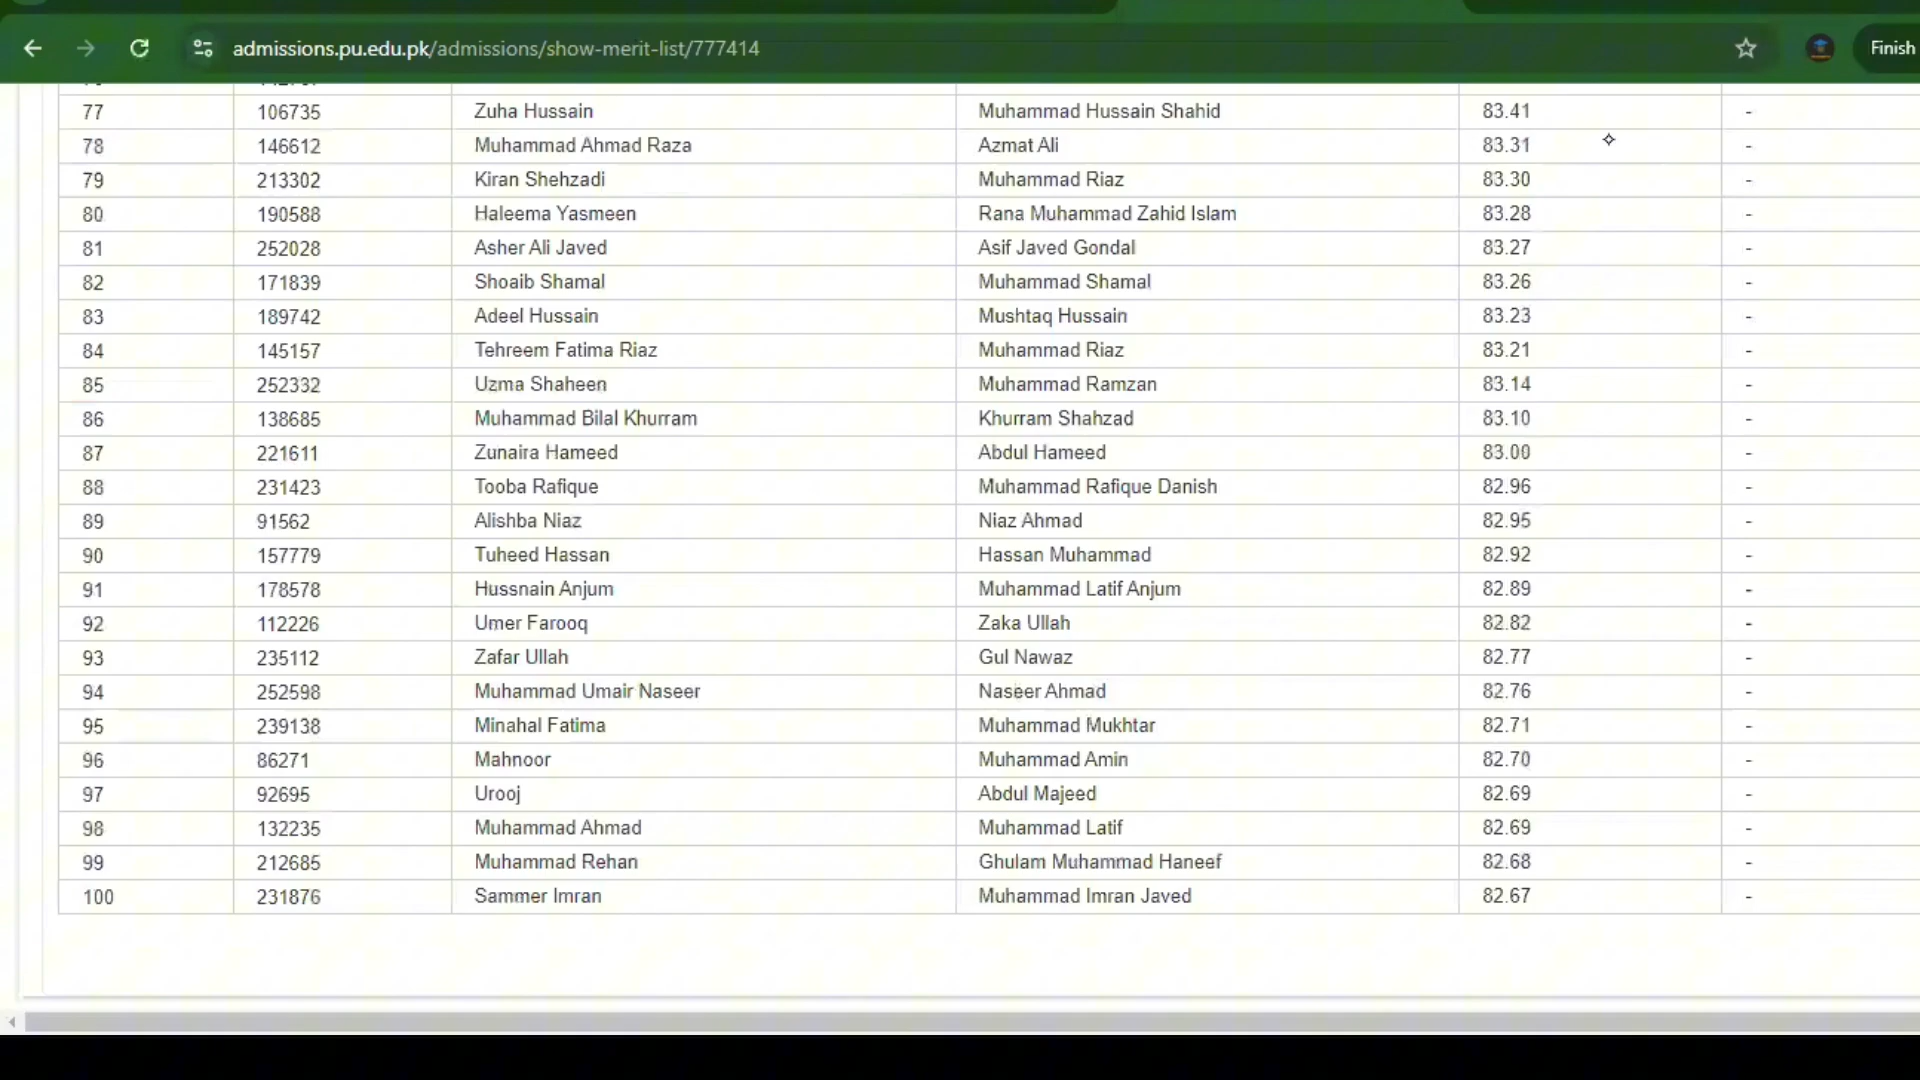 admissions.pu.edu.pk/admissions/show-merit-list/777414
Finish
77 106735 Zuha Hussain Muhammad Hussain Shahid 83.41 -
78 146612 Muhammad Ahmad Raza Azmat Ali 83.31 -
79 213302 Kiran Shehzadi Muhammad Riaz 83.30 -
80 190588 Haleema Yasmeen Rana Muhammad Zahid Islam 83.28 -
81 252028 Asher Ali Javed Asif Javed Gondal 83.27 -
82 171839 Shoaib Shamal Muhammad Shamal 83.26 -
83 189742 Adeel Hussain Mushtaq Hussain 83.23 -
84 145157 Tehreem Fatima Riaz Muhammad Riaz 83.21 -
85 252332 Uzma Shaheen Muhammad Ramzan 83.14 -
86 138685 Muhammad Bilal Khurram Khurram Shahzad 83.10 -
87 221611 Zunaira Hameed Abdul Hameed 83.00 -
88 231423 Tooba Rafique Muhammad Rafique Danish 82.96 -
89 91562 Alishba Niaz Niaz Ahmad 82.95 -
90 157779 Tuheed Hassan Hassan Muhammad 82.92 -
91 178578 Hussnain Anjum Muhammad Latif Anjum 82.89 -
92 112226 Umer Farooq Zaka Ullah 82.82 -
93 235112 Zafar Ullah Gul Nawaz 82.77 -
94 252598 Muhammad Umair Naseer Naseer Ahmad 82.76 -
95 239138 Minahal Fatima Muhammad Mukhtar 82.71 -
96 86271 Mahnoor Muhammad Amin 82.70 -
97 92695 Urooj Abdul Majeed 82.69 -
98 132235 Muhammad Ahmad Muhammad Latif 82.69 -
99 212685 Muhammad Rehan Ghulam Muhammad Haneef 82.68 -
100 231876 Sammer Imran Muhammad Imran Javed 82.67 -